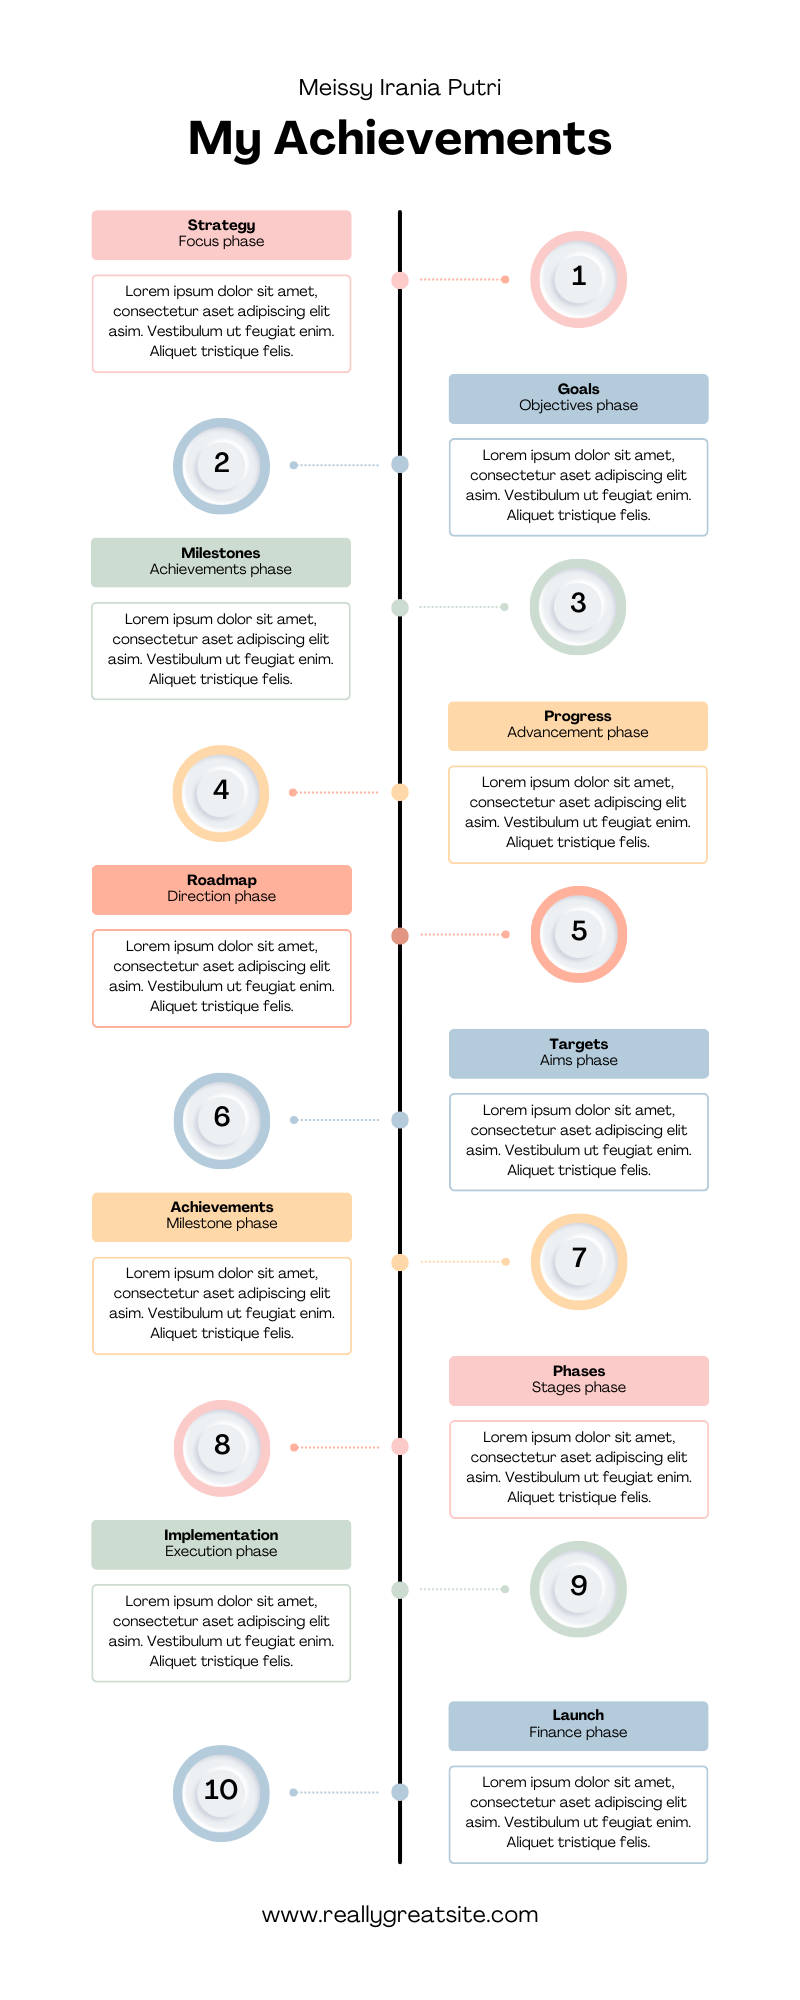 Meissy Irania Putri
My Achievements
Strategy
Focus phase
Lorem ipsum dolor sit amet,
consectetur aset adipiscing elit
asim. Vestibulum ut feugiat enim.
Aliquet tristique felis.
1
Goals
Objectives phase
Lorem ipsum dolor sit amet,
consectetur aset adipiscing elit
asim. Vestibulum ut feugiat enim.
Aliquet tristique felis.
2
Milestones
Achievements phase
Lorem ipsum dolor sit amet,
consectetur aset adipiscing elit
asim. Vestibulum ut feugiat enim.
Aliquet tristique felis.
3
Progress
Advancement phase
Lorem ipsum dolor sit amet,
consectetur aset adipiscing elit
asim. Vestibulum ut feugiat enim.
Aliquet tristique felis.
4
Roadmap
Direction phase
Lorem ipsum dolor sit amet,
consectetur aset adipiscing elit
asim. Vestibulum ut feugiat enim.
Aliquet tristique felis.
5
Targets
Aims phase
Lorem ipsum dolor sit amet,
consectetur aset adipiscing elit
asim. Vestibulum ut feugiat enim.
Aliquet tristique felis.
6
Achievements
Milestone phase
Lorem ipsum dolor sit amet,
consectetur aset adipiscing elit
asim. Vestibulum ut feugiat enim.
Aliquet tristique felis.
7
Phases
Stages phase
Lorem ipsum dolor sit amet,
consectetur aset adipiscing elit
asim. Vestibulum ut feugiat enim.
Aliquet tristique felis.
8
Implementation
Execution phase
Lorem ipsum dolor sit amet,
consectetur aset adipiscing elit
asim. Vestibulum ut feugiat enim.
Aliquet tristique felis.
9
Launch
Finance phase
Lorem ipsum dolor sit amet,
consectetur aset adipiscing elit
asim. Vestibulum ut feugiat enim.
Aliquet tristique felis.
10
www.reallygreatsite.com